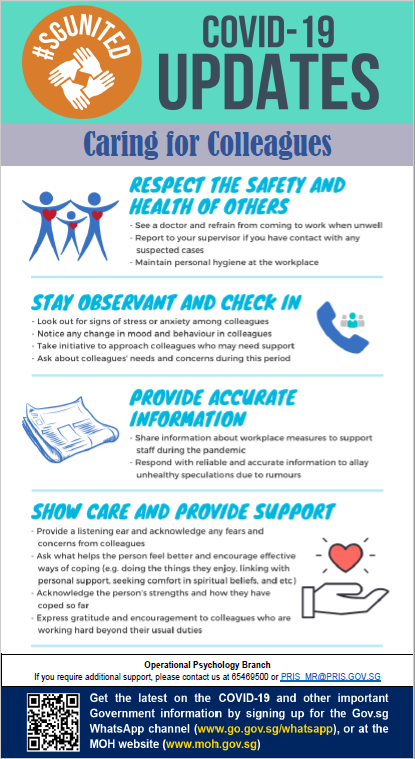 #SGUNITED
COVID-19
UPDATES
Caring for Colleagues
RESPECT THE SAFETY AND
HEALTH OF OTHERS
- See a doctor and refrain from coming to work when unwell
- Report to your supervisor if you have contact with any
suspected cases
- Maintain personal hygiene at the workplace
STAY OBSERVANT AND CHECK IN
- Look out for signs of stress or anxiety among colleagues
- Notice any change in mood and behaviour in colleagues
- Take initiative to approach colleagues who may need support
- Ask about colleagues' needs and concerns during this period
PROVIDE ACCURATE
INFORMATION
- Share information about workplace measures to support
staff during the pandemic
- Respond with reliable and accurate information to allay
unhealthy speculations due to rumours
SHOW CARE AND PROVIDE SUPPORT
- Provide a listening ear and acknowledge any fears and
concerns from colleagues
- Ask what helps the person feel better and encourage effective
ways of coping (e.g. doing the things they enjoy, linking with
personal support, seeking comfort in spiritual beliefs, and etc)
- Acknowledge the person's strengths and how they have
coped so far
- Express gratitude and encouragement to colleagues who are
working hard beyond their usual duties
Operational Psychology Branch
If you require additional support, please contact us at 65469500 or PRIS_MR@PRIS.GOV.SG
Get the latest on the COVID-19 and other important
Government information by signing up for the Gov.sg
WhatsApp channel (www.go.gov.sg/whatsapp), or at the
MOH website (www.moh.gov.sg)